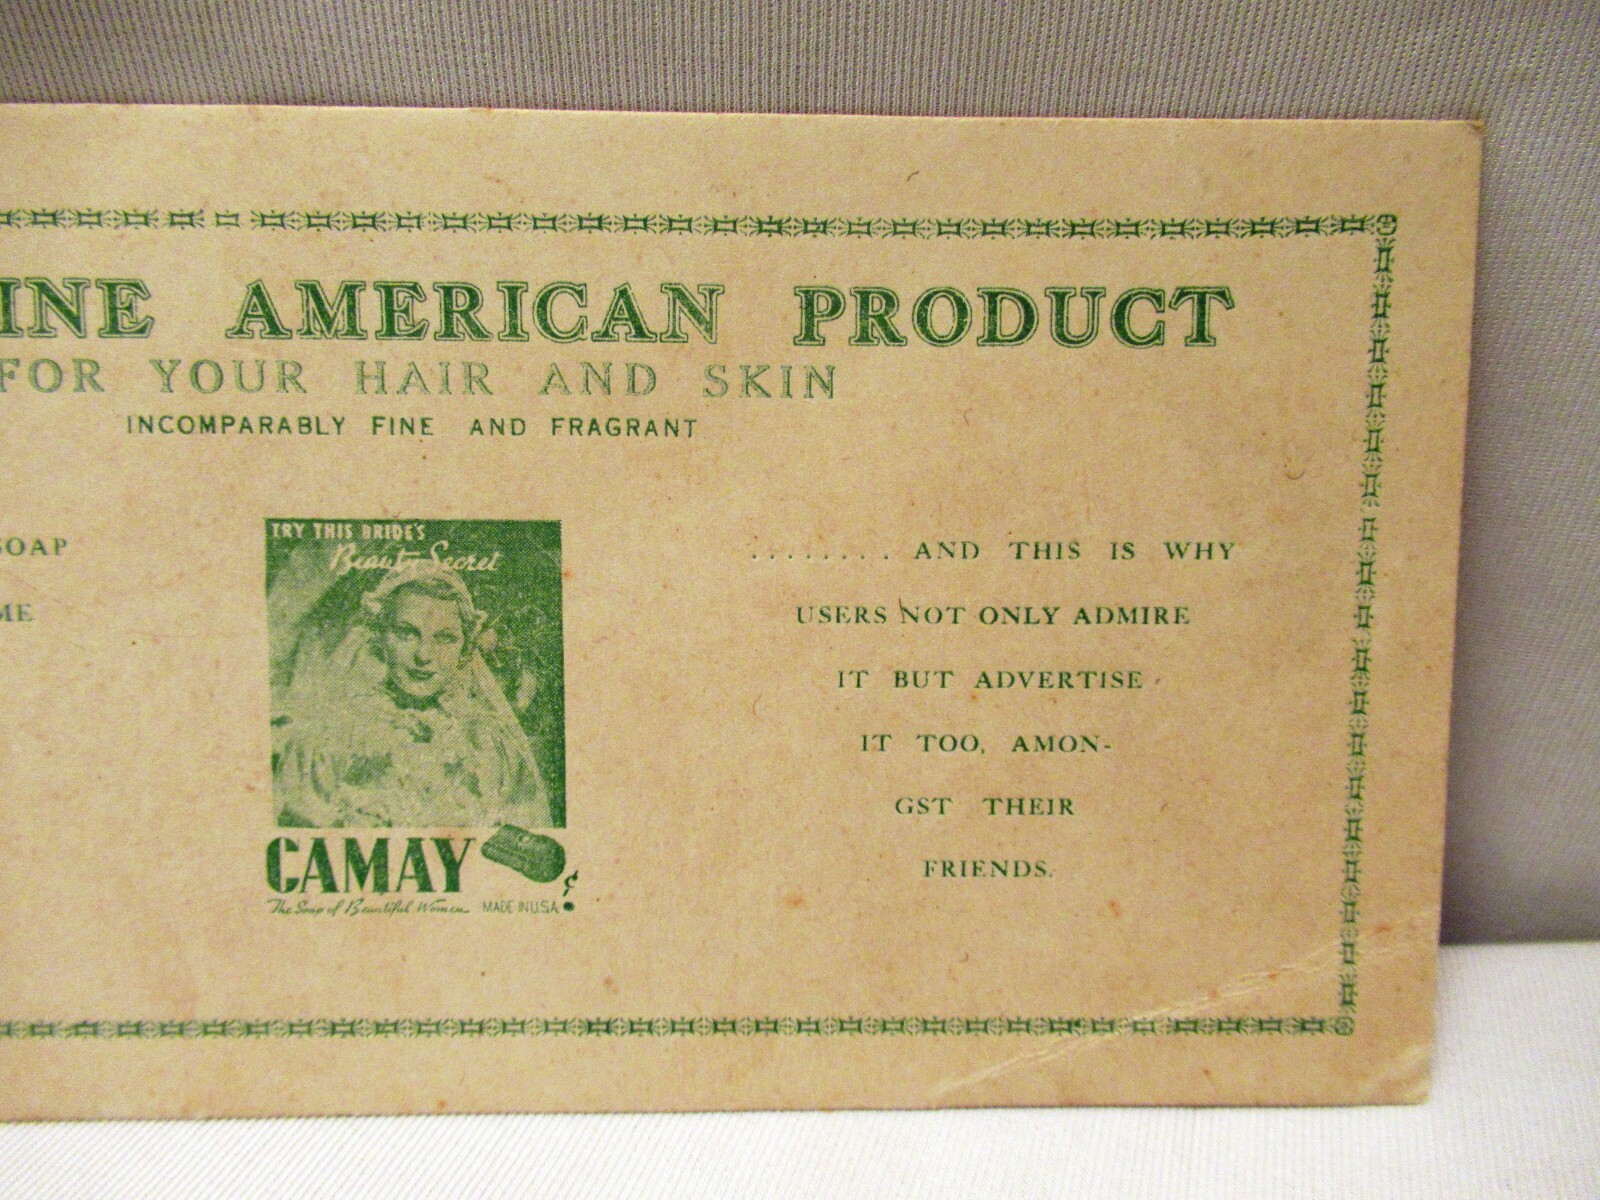 INE AMERICAN PRODUCT
FOR YOUR HAIR AND SKIN
INCOMPARABLY FINE AND FRAGRANT
SOAP
ME
TRY THIS BRIDE'S
Beauty Secret
CAMAY
The Soap of Beautiful Women
MADE IN U.S.A.
........ AND THIS IS WHY
USERS NOT ONLY ADMIRE
IT BUT ADVERTISE
IT TOO, AMON-
GST THEIR
FRIENDS.